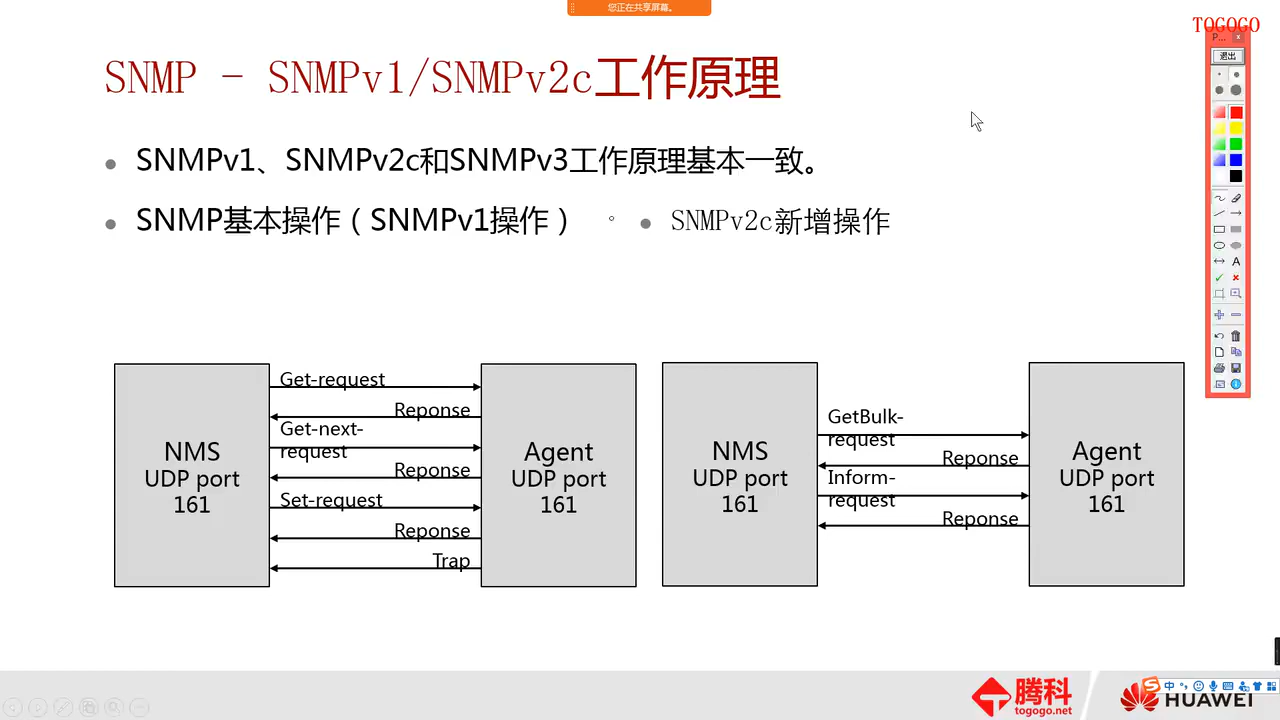 您正在共享屏幕。
TOGOGO
P...
退出
SNMP - SNMPv1/SNMPv2c工作原理
SNMPv1、SNMPv2c和SNMPv3工作原理基本一致。
SNMP基本操作（SNMPv1操作）
SNMPv2c新增操作
NMS
UDP port
161
Get-request
Reponse
Get-next-
request
Reponse
Set-request
Reponse
Trap
Agent
UDP port
161
NMS
UDP port
161
GetBulk-
request
Reponse
Inform-
request
Reponse
Agent
UDP port
161
腾科
togogo.net
HUAWEI
中